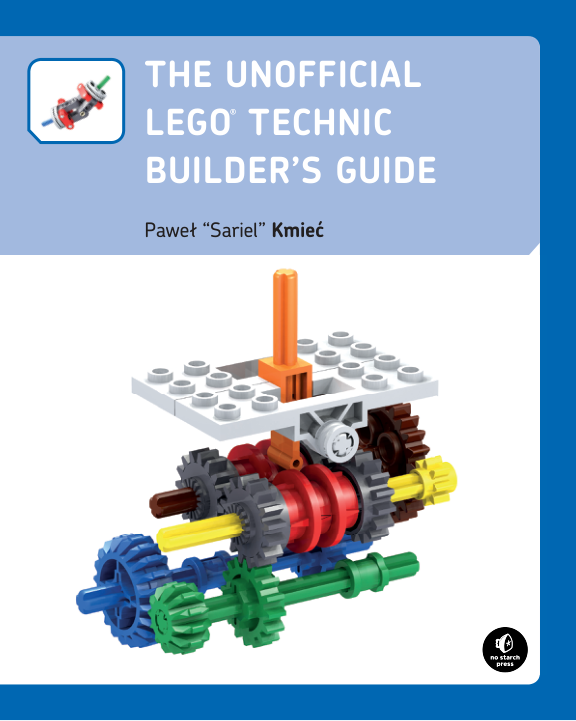 THE UNOFFICIAL
LEGO® TECHNIC
BUILDER'S GUIDE
Paweł “Sariel” Kmieć
no starch
press